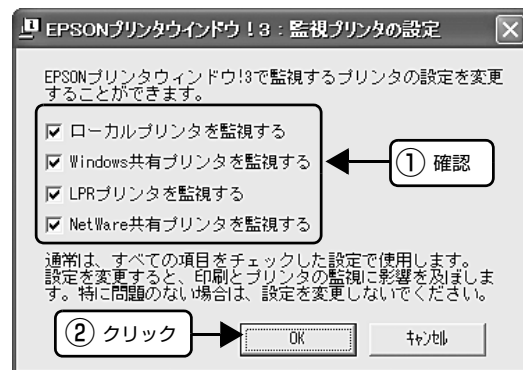 EPSONプリンタウインドウ!3:監視プリンタの設定
EPSONプリンタウィンドウ!3で監視するプリンタの設定を変更
することができます。
ローカルプリンタを監視する
Windows共有プリンタを監視する
① 確認
LPRプリンタを監視する
NetWare共有プリンタを監視する
通常は、すべての項目をチェックした設定で使用します。
設定を変更すると、印刷とプリンタの監視に影響を及ぼしま
す。特に問題のない場合は、設定を変更しないでください。
② クリック
OK
キャンセル